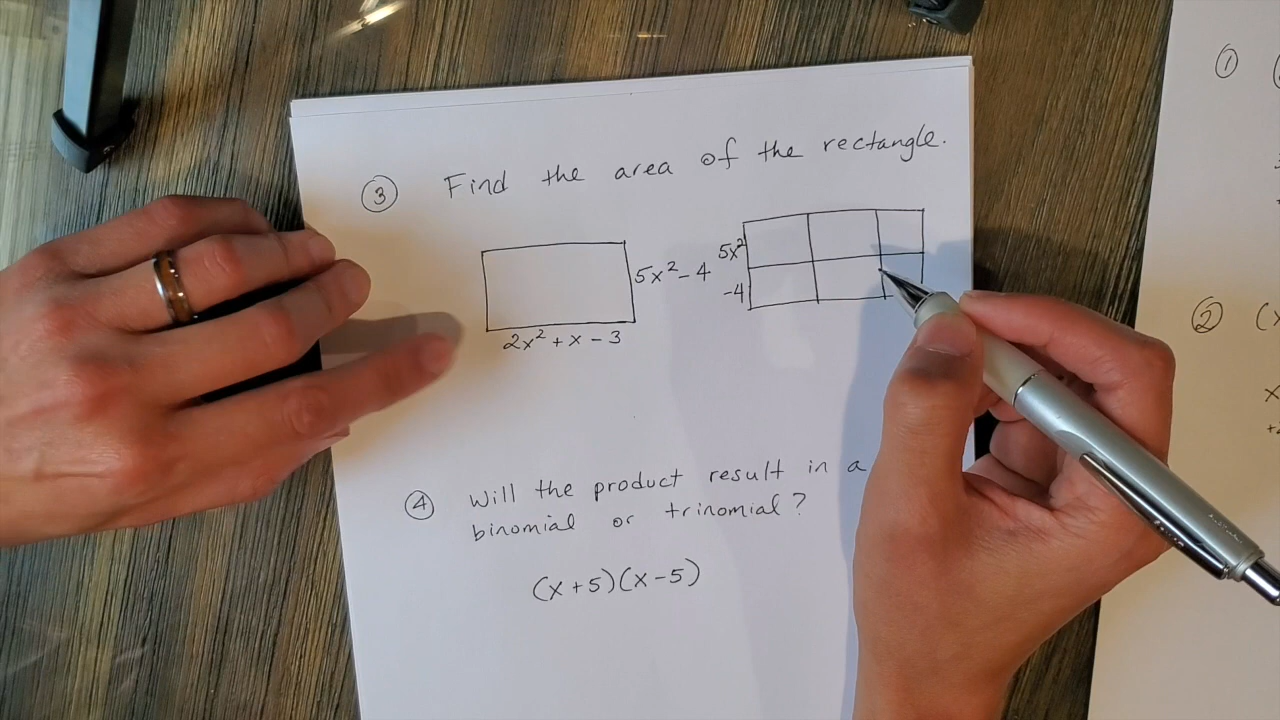 ③ Find the area of the rectangle.
5x² - 4
2x² + x - 3
5x²
-4
④ Will the product result in a
binomial or trinomial?
(x+5)(x-5)
①
②
(x